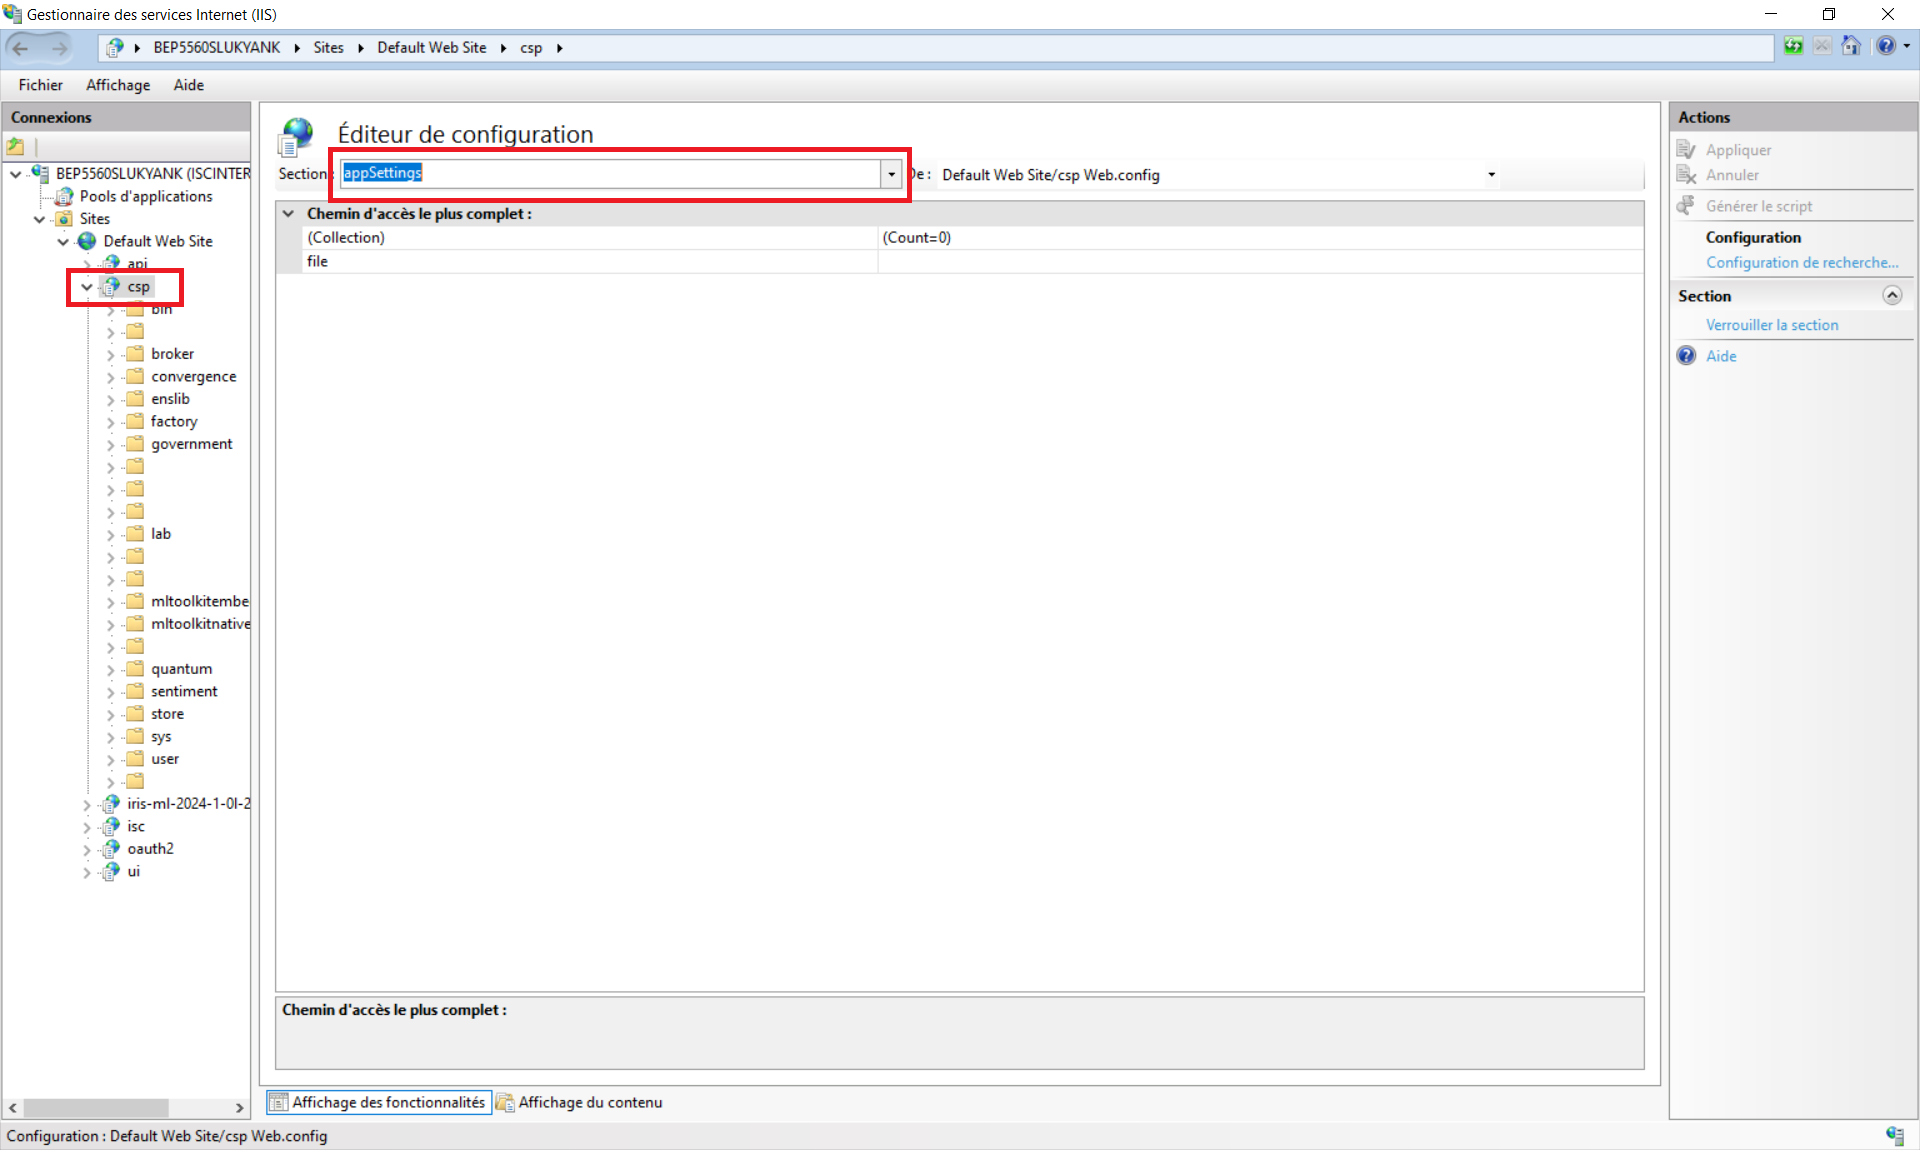 Gestionnaire des services Internet (IIS)
BEP5560SLUKYANK Sites Default Web Site csp
Fichier Affichage Aide
Connexions
BEP5560SLUKYANK (ISCINTER
Pools d'applications
Sites
Default Web Site
api
csp
bin
broker
convergence
enslib
factory
government
lab
mltoolkitembe
mltoolkitnative
quantum
sentiment
store
sys
user
iris-ml-2024-1-0I-2
isc
oauth2
ui
Éditeur de configuration
Section appSettings De : Default Web Site/csp Web.config
Chemin d'accès le plus complet :
(Collection) (Count=0)
file
Chemin d'accès le plus complet :
Affichage des fonctionnalités Affichage du contenu
Actions
Appliquer
Annuler
Générer le script
Configuration
Configuration de recherche...
Section
Verrouiller la section
Aide
Configuration : Default Web Site/csp Web.config